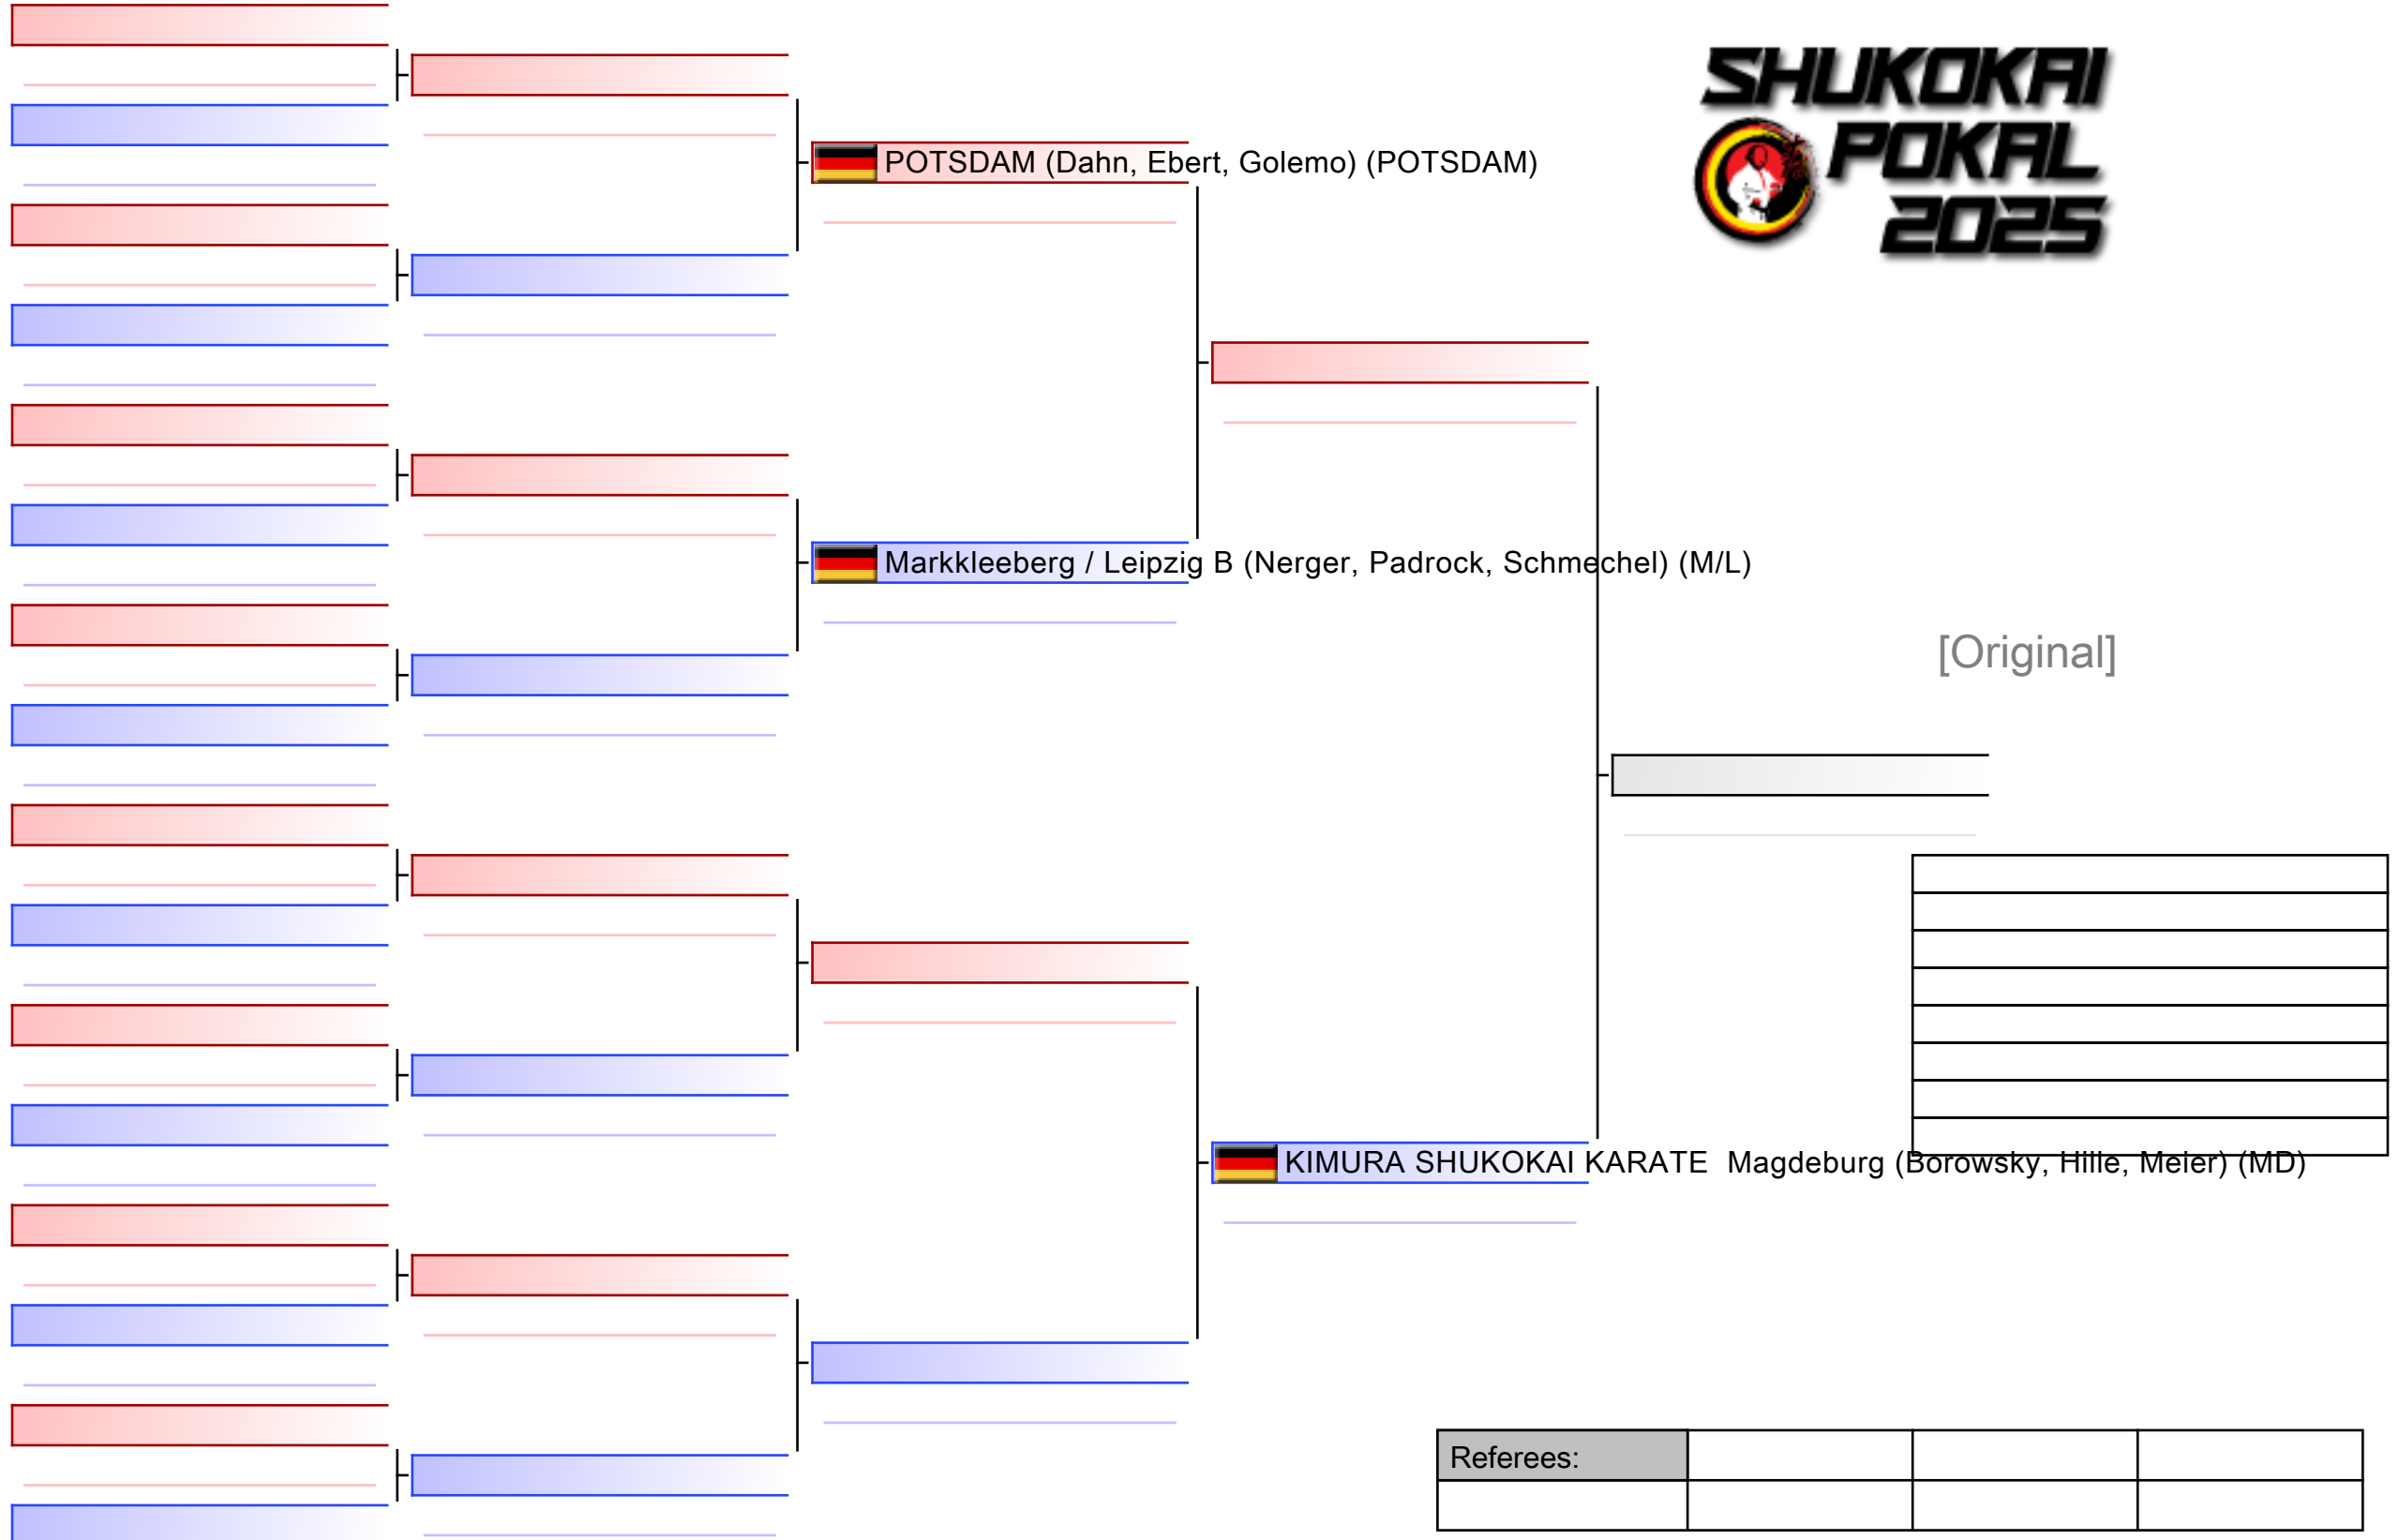 SHUKOKAI
POKAL
2025
POTSDAM (Dahn, Ebert, Golemo) (POTSDAM)
Markkleeberg / Leipzig B (Nerger, Padrock, Schmechel) (M/L)
[Original]
KIMURA SHUKOKAI KARATE  Magdeburg (Borowsky, Hille, Meier) (MD)
Referees: